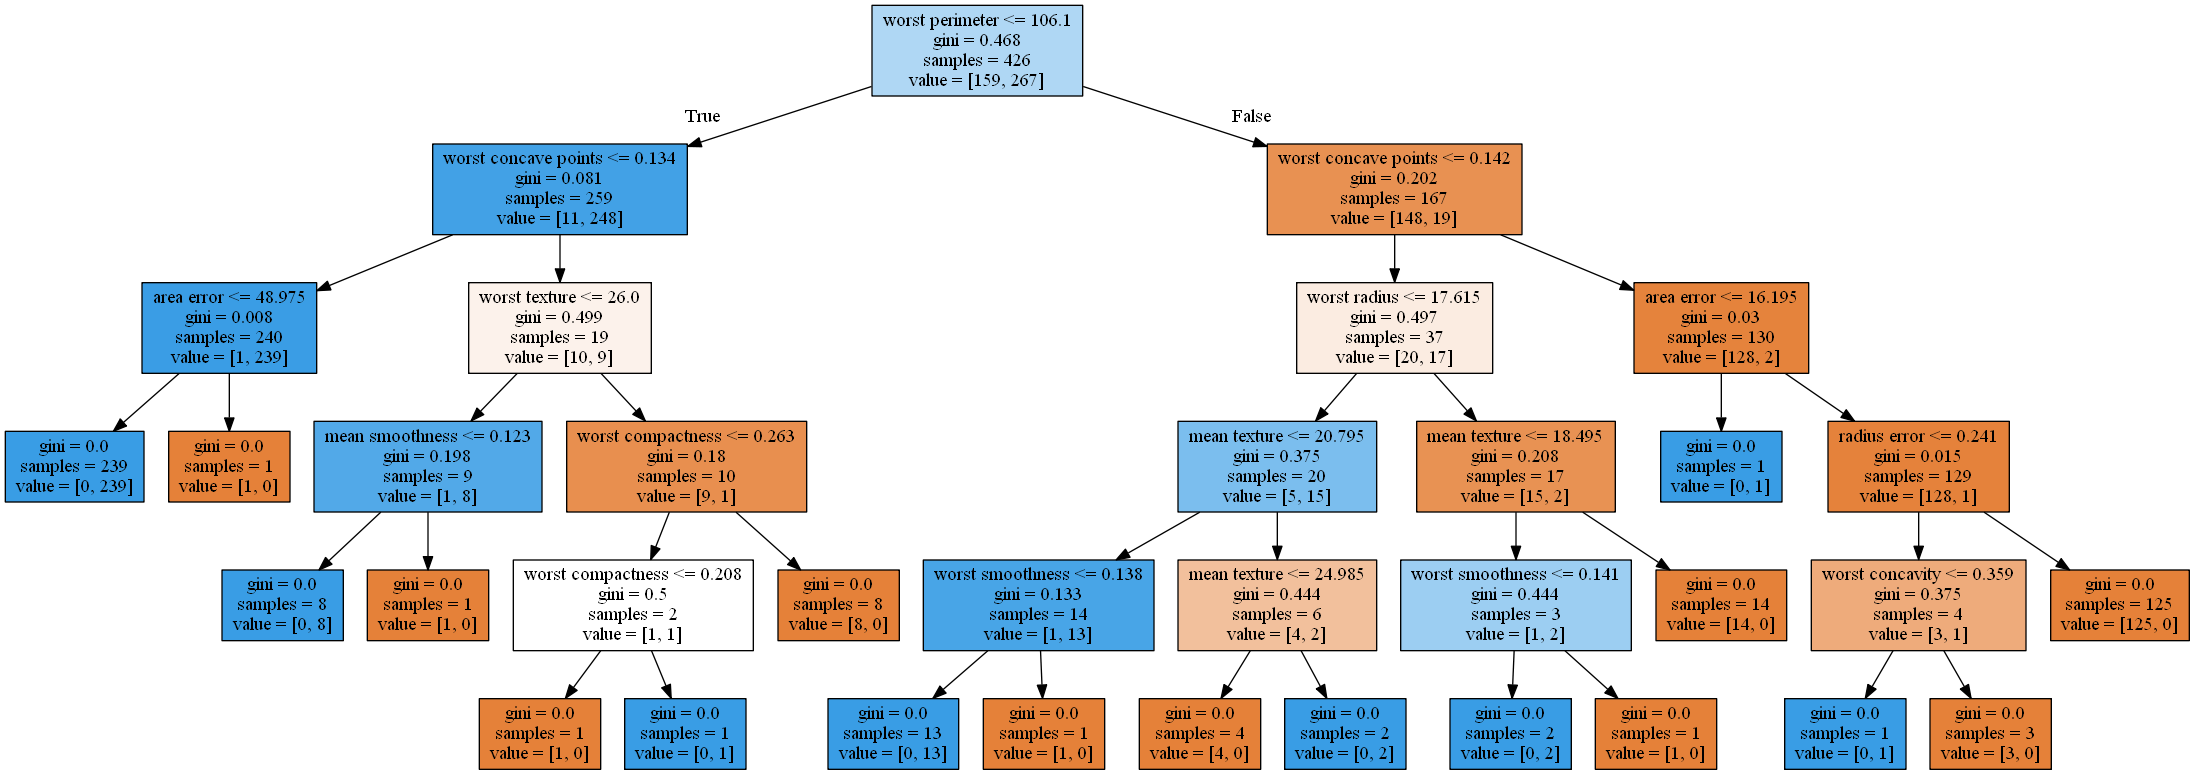 worst perimeter <= 106.1
gini = 0.468
samples = 426
value = [159, 267]
True
False
worst concave points <= 0.134
gini = 0.081
samples = 259
value = [11, 248]
worst concave points <= 0.142
gini = 0.202
samples = 167
value = [148, 19]
area error <= 48.975
gini = 0.008
samples = 240
value = [1, 239]
worst texture <= 26.0
gini = 0.499
samples = 19
value = [10, 9]
worst radius <= 17.615
gini = 0.497
samples = 37
value = [20, 17]
area error <= 16.195
gini = 0.03
samples = 130
value = [128, 2]
gini = 0.0
samples = 239
value = [0, 239]
gini = 0.0
samples = 1
value = [1, 0]
mean smoothness <= 0.123
gini = 0.198
samples = 9
value = [1, 8]
worst compactness <= 0.263
gini = 0.18
samples = 10
value = [9, 1]
mean texture <= 20.795
gini = 0.375
samples = 20
value = [5, 15]
mean texture <= 18.495
gini = 0.208
samples = 17
value = [15, 2]
gini = 0.0
samples = 1
value = [0, 1]
radius error <= 0.241
gini = 0.015
samples = 129
value = [128, 1]
gini = 0.0
samples = 8
value = [0, 8]
gini = 0.0
samples = 1
value = [1, 0]
worst compactness <= 0.208
gini = 0.5
samples = 2
value = [1, 1]
gini = 0.0
samples = 8
value = [8, 0]
worst smoothness <= 0.138
gini = 0.133
samples = 14
value = [1, 13]
mean texture <= 24.985
gini = 0.444
samples = 6
value = [4, 2]
worst smoothness <= 0.141
gini = 0.444
samples = 3
value = [1, 2]
gini = 0.0
samples = 14
value = [14, 0]
worst concavity <= 0.359
gini = 0.375
samples = 4
value = [3, 1]
gini = 0.0
samples = 125
value = [125, 0]
gini = 0.0
samples = 1
value = [1, 0]
gini = 0.0
samples = 1
value = [0, 1]
gini = 0.0
samples = 13
value = [0, 13]
gini = 0.0
samples = 1
value = [1, 0]
gini = 0.0
samples = 4
value = [4, 0]
gini = 0.0
samples = 2
value = [0, 2]
gini = 0.0
samples = 2
value = [0, 2]
gini = 0.0
samples = 1
value = [1, 0]
gini = 0.0
samples = 1
value = [0, 1]
gini = 0.0
samples = 3
value = [3, 0]